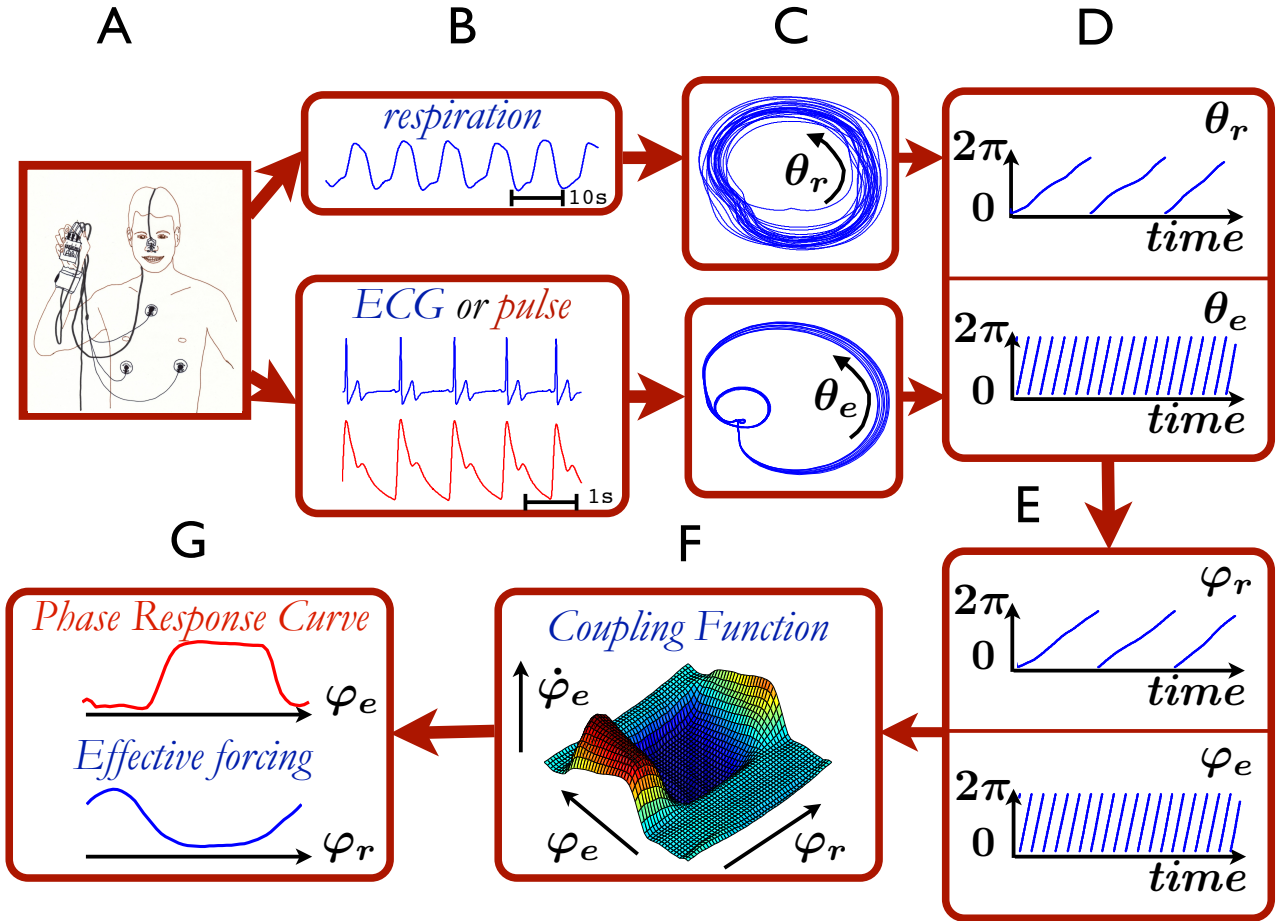 A
B
C
D
respiration
10s
θr
θr
2π
0
time
ECG or pulse
1s
θe
θe
2π
0
time
E
φr
2π
0
time
φe
2π
0
time
F
Coupling Function
φ̇e
φe
φr
G
Phase Response Curve
φe
Effective forcing
φr